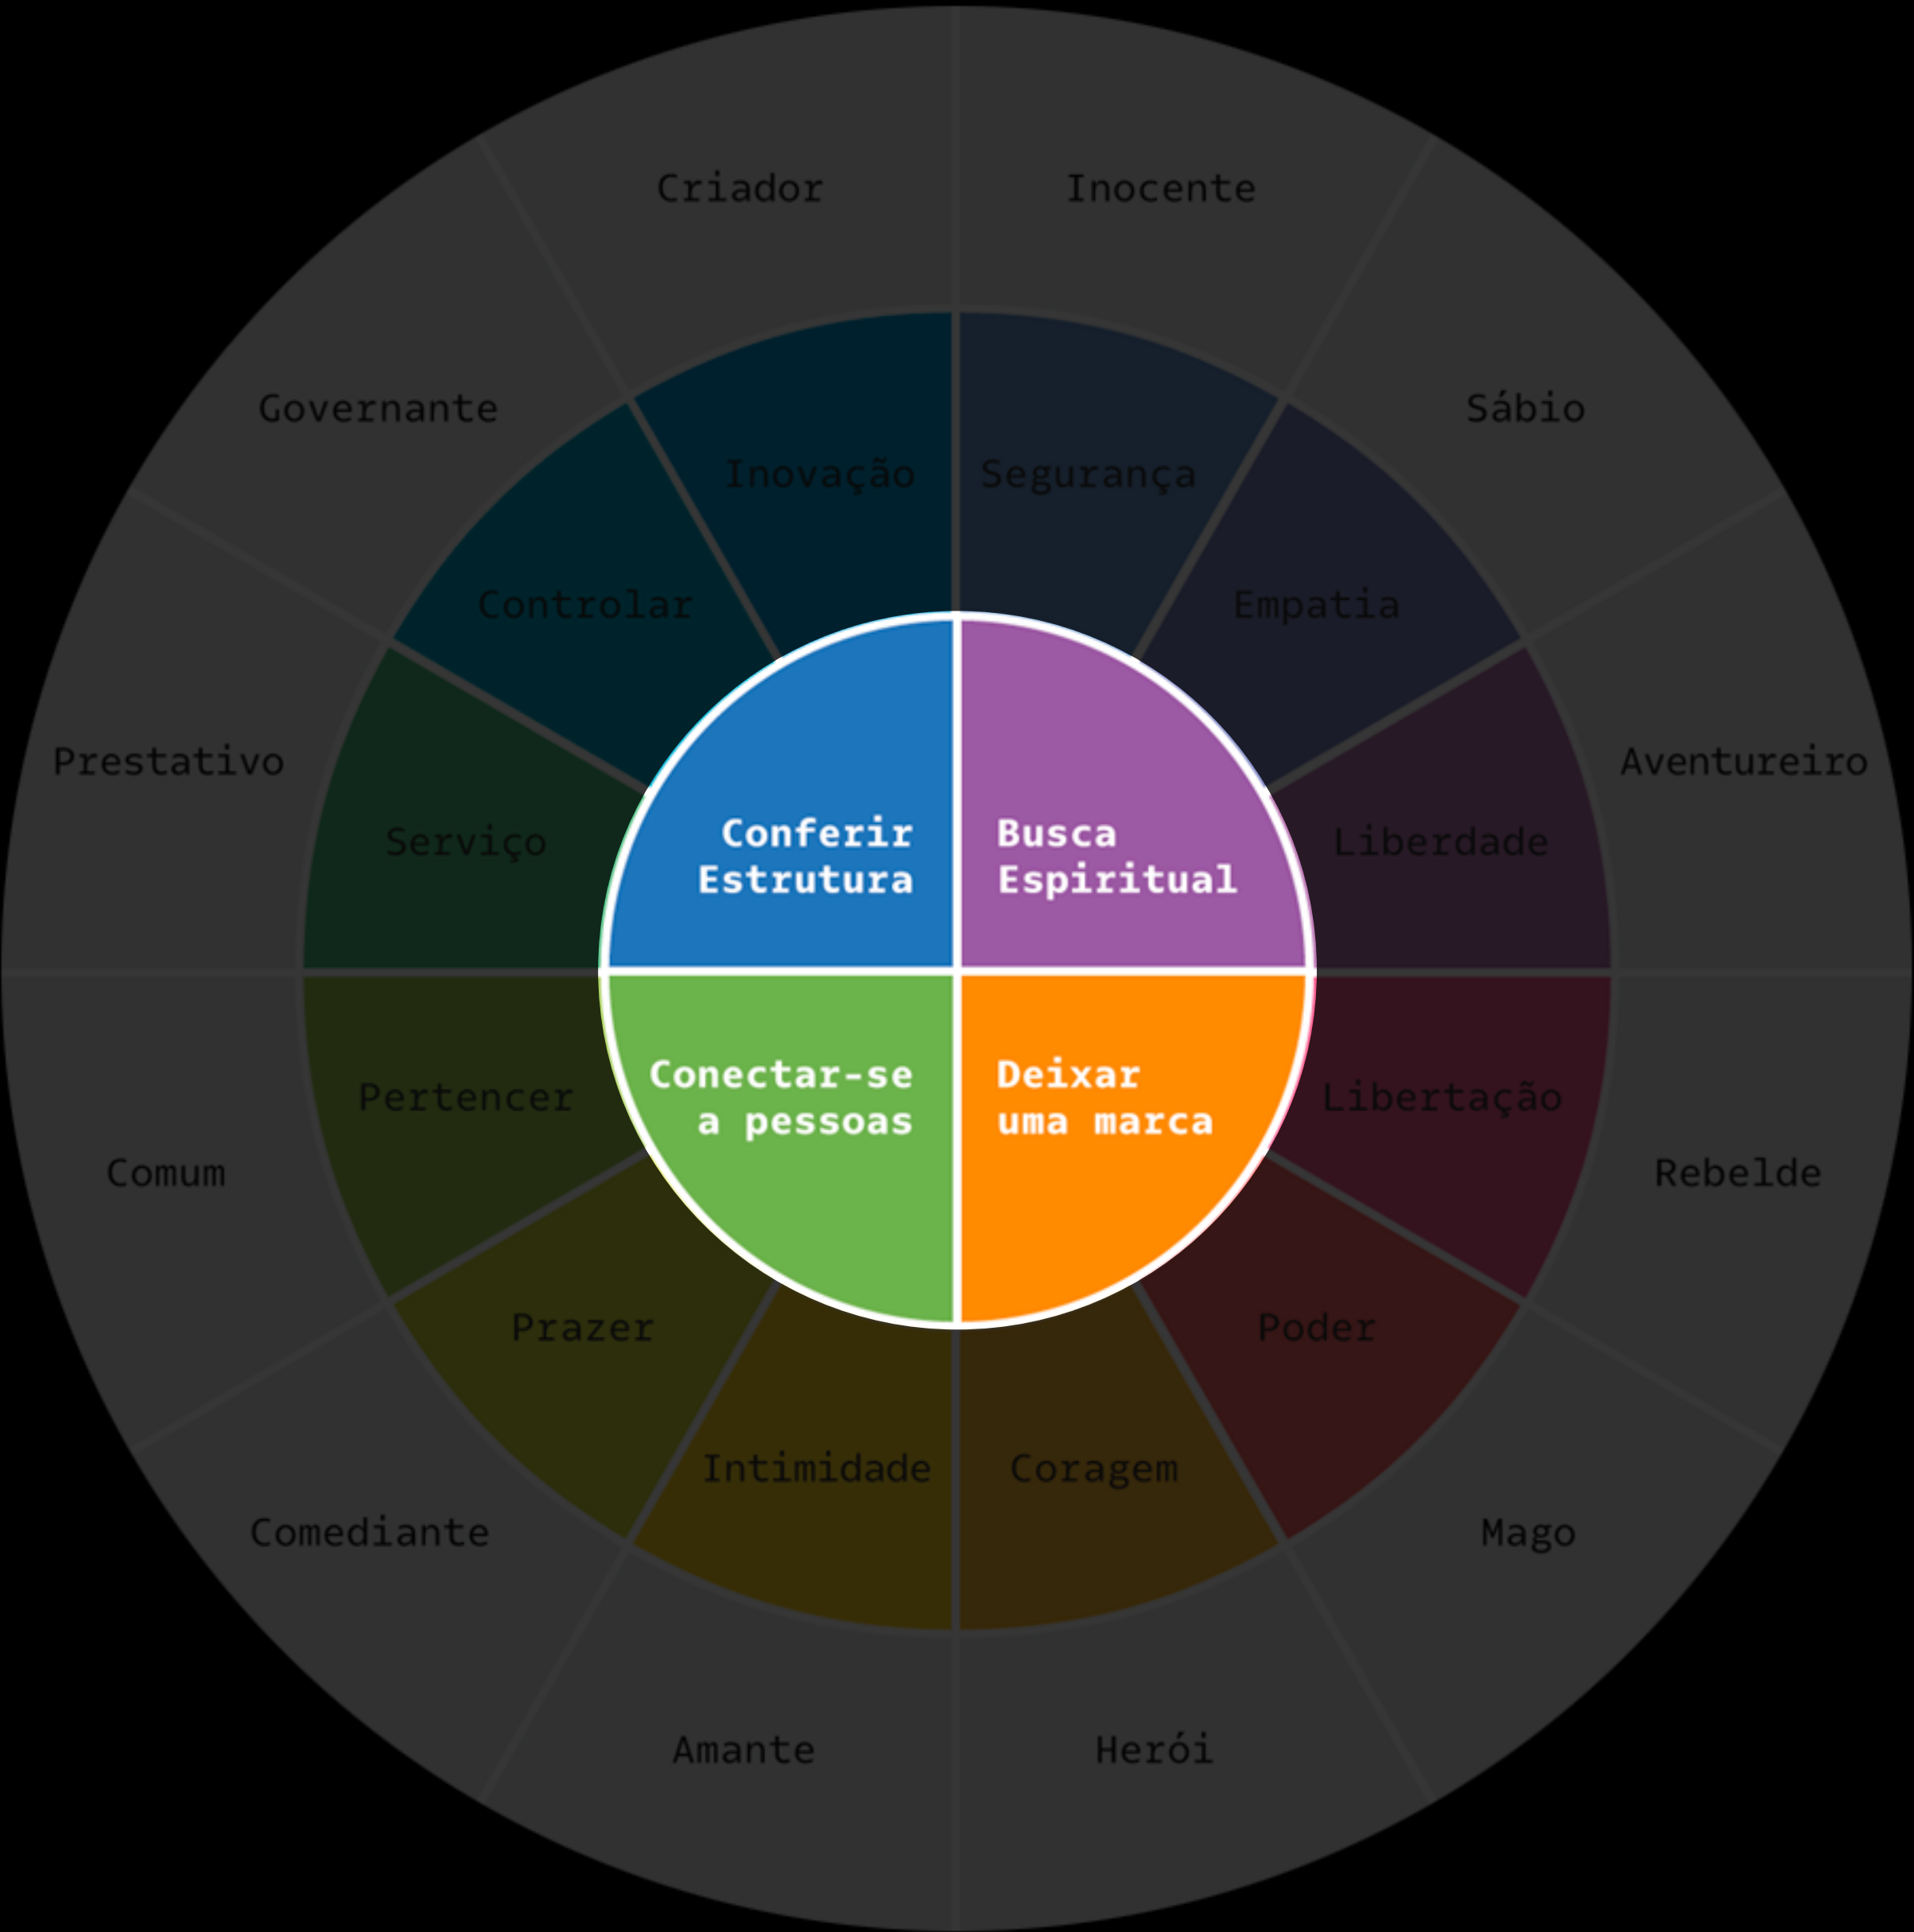 Criador
Inocente
Governante
Sábio
Inovação
Segurança
Controlar
Empatia
Prestativo
Aventureiro
Serviço
Liberdade
Conferir
Estrutura
Busca
Espiritual
Conectar-se
a pessoas
Deixar
uma marca
Pertencer
Libertação
Comum
Rebelde
Prazer
Poder
Intimidade
Coragem
Comediante
Mago
Amante
Herói